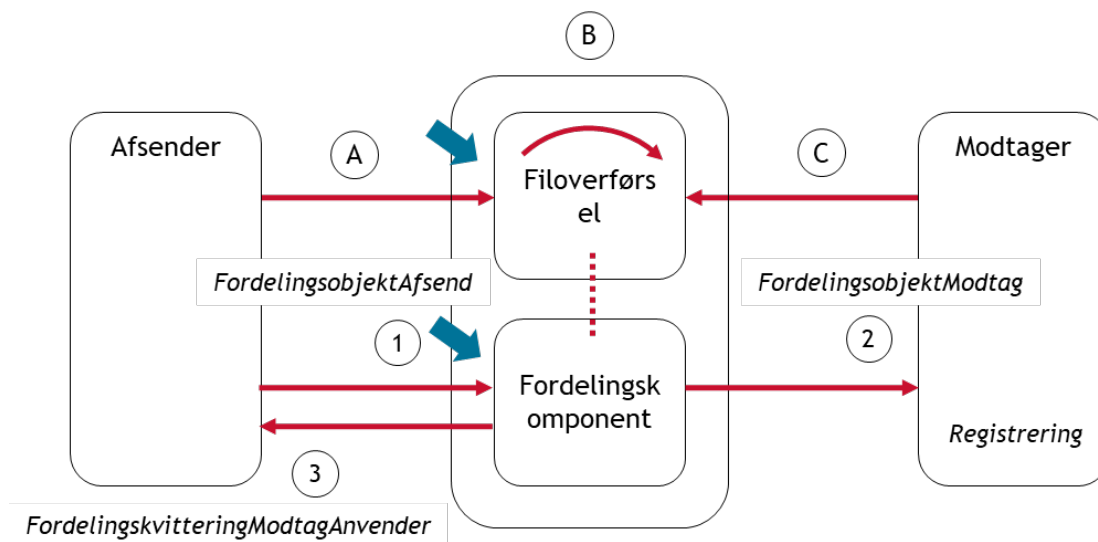 B
Afsender
A
Filoverførs
el
C
Modtager
FordelingsobjektAfsend
FordelingsobjektModtag
1
2
Fordelingsk
omponent
Registrering
3
FordelingskvitteringModtagAnvender